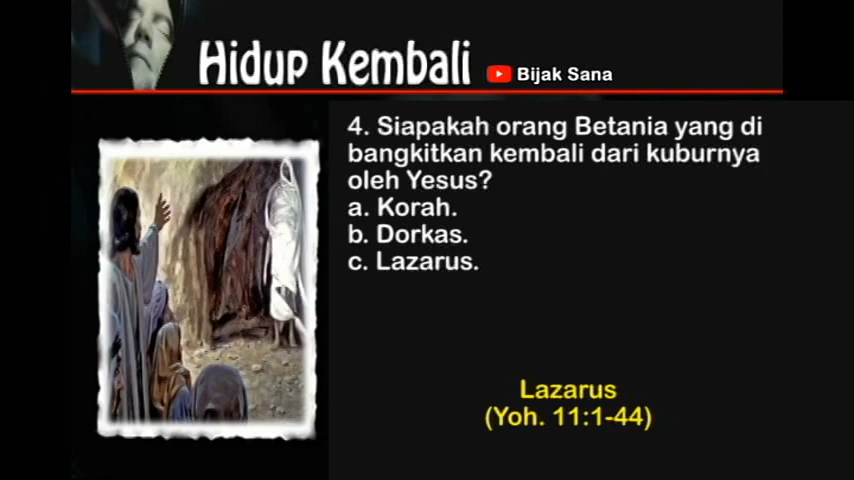 Hidup Kembali
Bijak Sana
4. Siapakah orang Betania yang di
bangkitkan kembali dari kuburnya
oleh Yesus?
a. Korah.
b. Dorkas.
c. Lazarus.
Lazarus
(Yoh. 11:1-44)